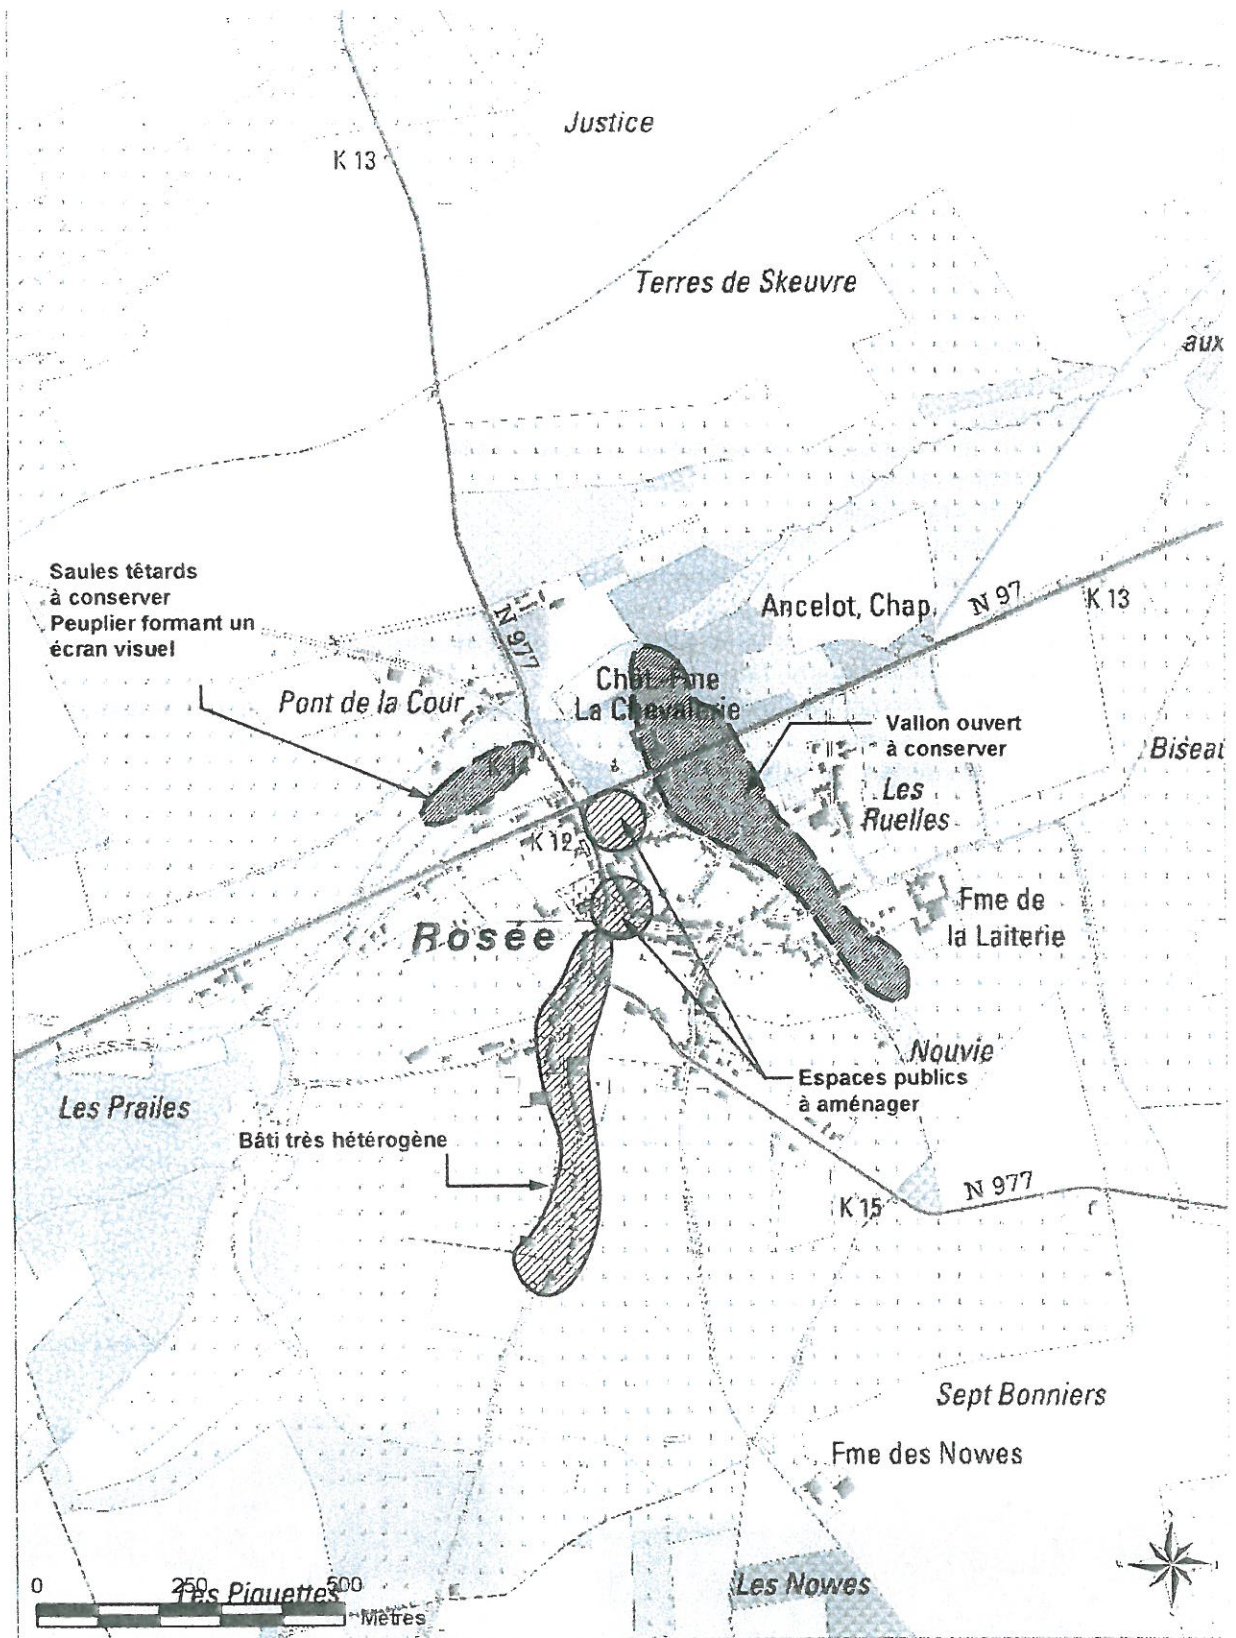 Justice
K 13
Terres de Skeuvre
aux
Saules têtards
à conserver
Peuplier formant un
écran visuel
N 977
Ancelot, Chap.
N 97
K 13
Pont de la Cour
Chât. Fme
La Chevalerie
Vallon ouvert
à conserver
Biseau
Les
Ruelles
K 12
Rosée
Fme de
la Laiterie
Nouvie
Espaces publics
à aménager
Les Prailes
Bâti très hétérogène
N 977
K 15
Sept Bonniers
Fme des Nowes
Les Nowes
0 250 500
Les Piquettes
Mètres